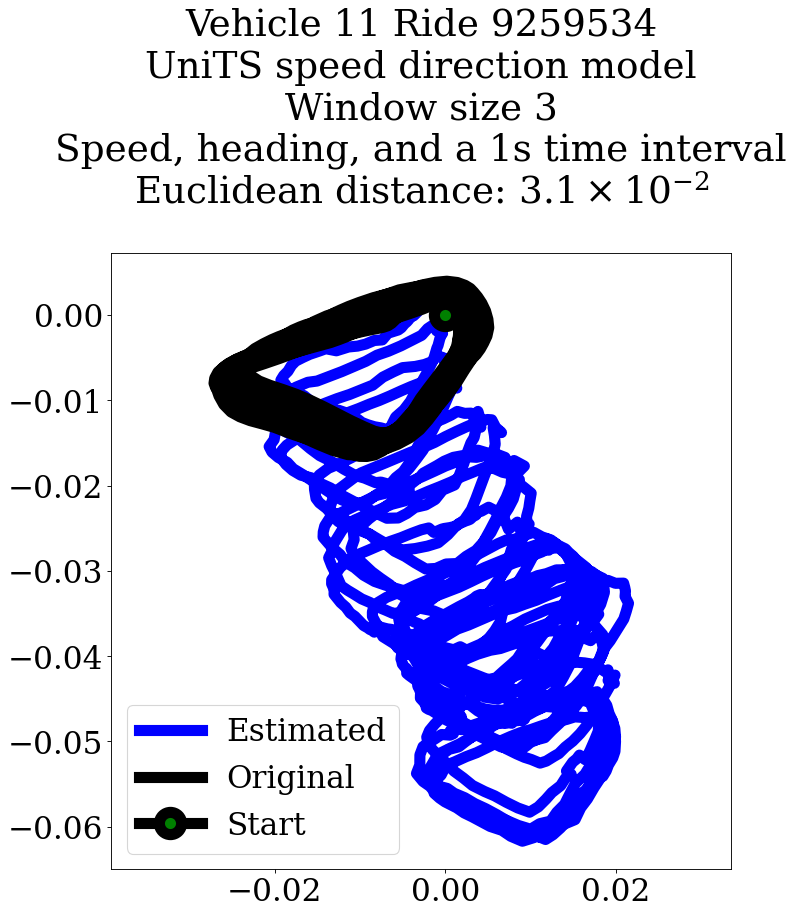 Vehicle 11 Ride 9259534
UniTS speed direction model
Window size 3
Speed, heading, and a 1s time interval
Euclidean distance: 3.1 × 10⁻²
0.00
−0.01
−0.02
−0.03
−0.04
−0.05
−0.06
Estimated
Original
Start
−0.02
0.00
0.02